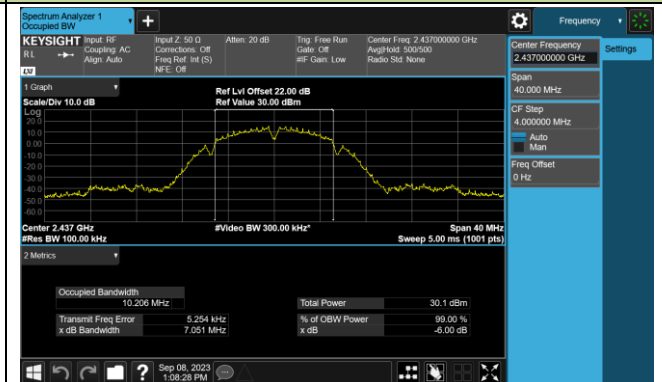 Spectrum Analyzer 1
Occupied BW
+
Frequency
KEYSIGHT
RL
LXI
Input: RF
Coupling: AC
Align: Auto
Input Z: 50 Ω
Corrections: Off
Freq Ref: Int (S)
NFE: Off
Atten: 20 dB
Trig: Free Run
Gate: Off
#IF Gain: Low
Center Freq: 2.437000000 GHz
Avg|Hold: 500/500
Radio Std: None
Center Frequency
2.437000000 GHz
Settings
Span
40.000 MHz
CF Step
4.000000 MHz
Auto
Man
Freq Offset
0 Hz
1 Graph
Scale/Div 10.0 dB
Ref Lvl Offset 22.00 dB
Ref Value 30.00 dBm
Log
20.0
10.0
0.00
-10.0
-20.0
-30.0
-40.0
-50.0
-60.0
Center 2.437 GHz
#Video BW 300.00 kHz*
Span 40 MHz
#Res BW 100.00 kHz
Sweep 5.00 ms (1001 pts)
2 Metrics
Occupied Bandwidth
10.206 MHz
Total Power 30.1 dBm
Transmit Freq Error 5.254 kHz
% of OBW Power 99.00 %
x dB Bandwidth 7.051 MHz
x dB -6.00 dB
?
Sep 08, 2023
1:08:28 PM